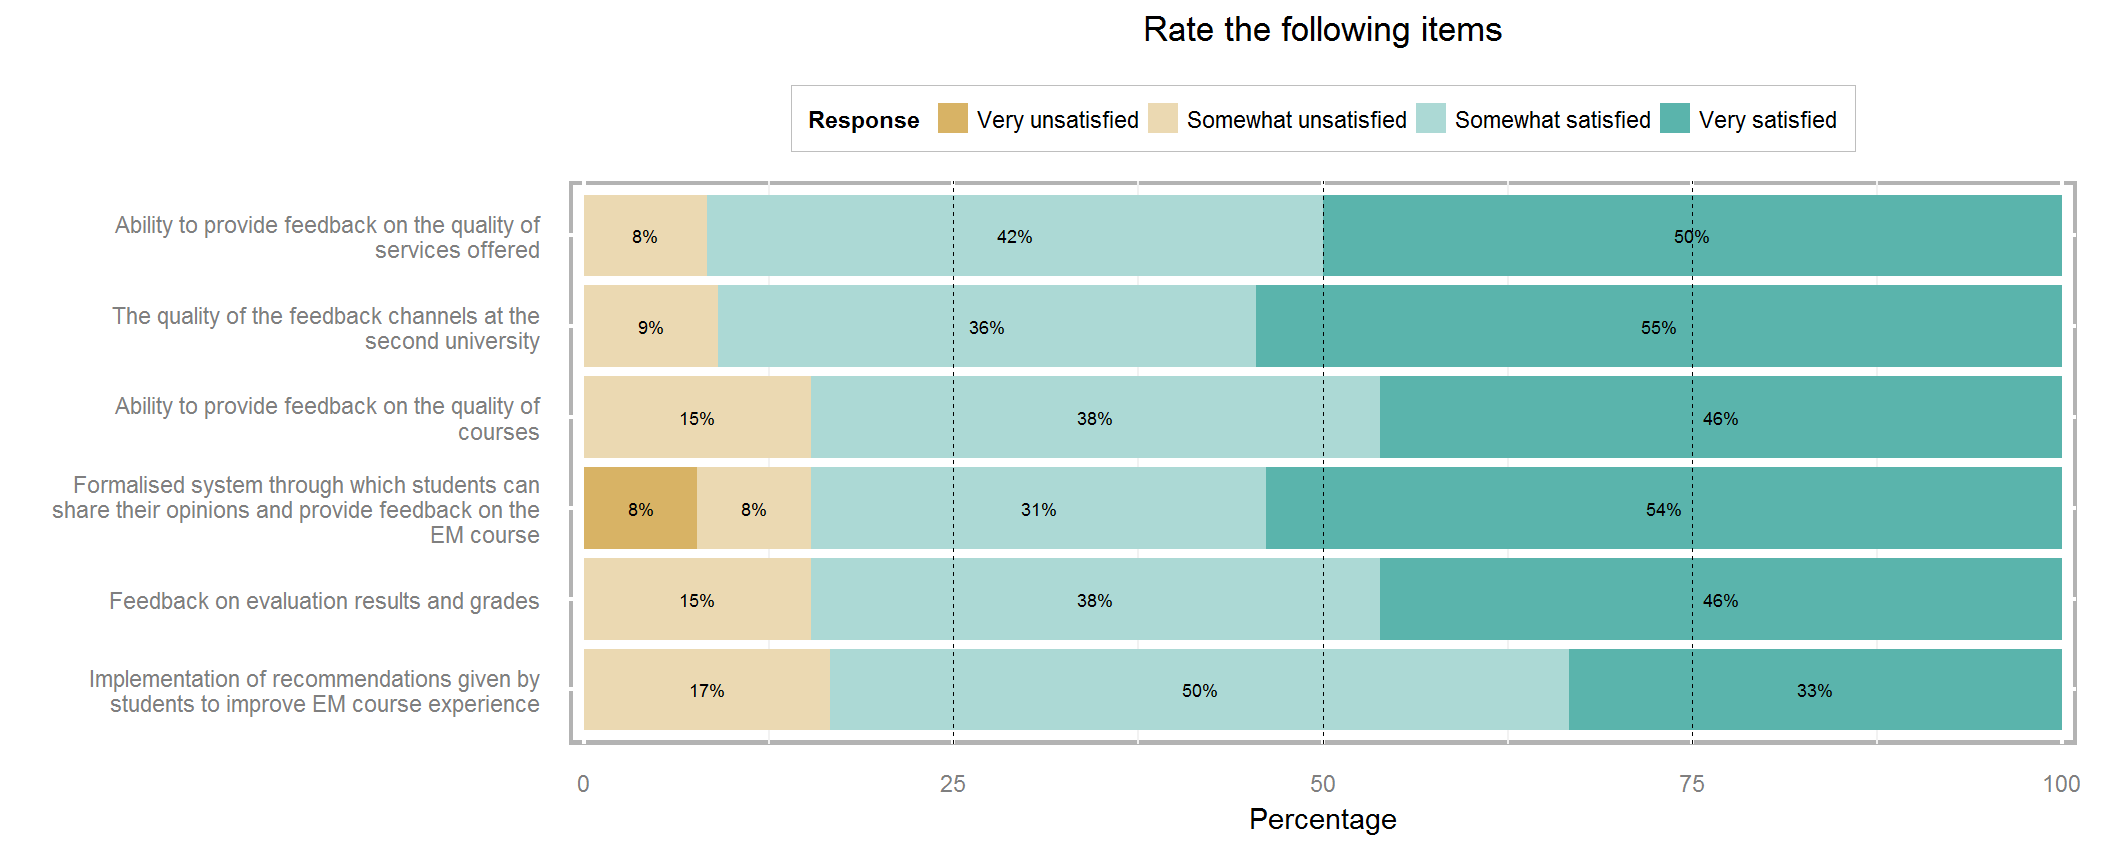 Rate the following items
Response Very unsatisfied Somewhat unsatisfied Somewhat satisfied Very satisfied
Ability to provide feedback on the quality of
services offered
8% 42% 50%
The quality of the feedback channels at the
second university
9% 36% 55%
Ability to provide feedback on the quality of
courses
15% 38% 46%
Formalised system through which students can
share their opinions and provide feedback on the
EM course
8% 8% 31% 54%
Feedback on evaluation results and grades
15% 38% 46%
Implementation of recommendations given by
students to improve EM course experience
17% 50% 33%
0 25 50 75 100
Percentage